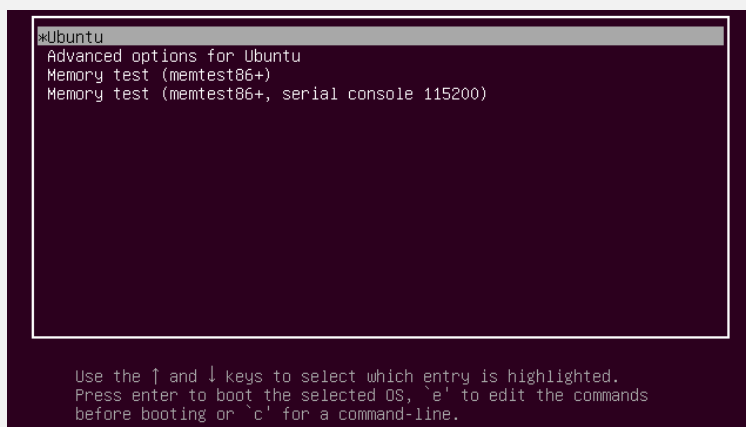 *Ubuntu
Advanced options for Ubuntu
Memory test (memtest86+)
Memory test (memtest86+, serial console 115200)
Use the ↑ and ↓ keys to select which entry is highlighted.
Press enter to boot the selected OS, `e' to edit the commands
before booting or `c' for a command-line.